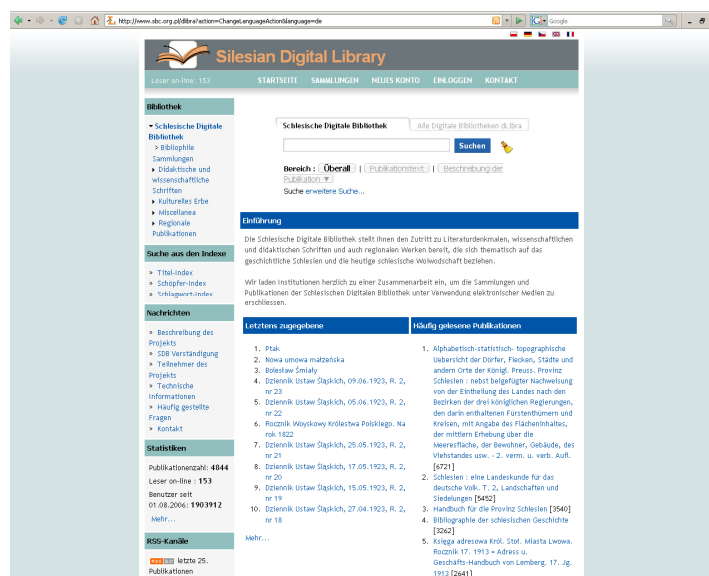 http://www.sbc.org.pl/dlibra?action=ChangeLanguageAction&language=de
Google
Silesian Digital Library
Leser on-line: 153
STARTSEITE SAMMLUNGEN NEUES KONTO EINLOGGEN KONTAKT
Bibliothek
Schlesische Digitale
Bibliothek
> Bibliophile
Sammlungen
Didaktische und
wissenschaftliche
Schriften
Kulturelles Erbe
Miscellanea
Regionale
Publikationen
Suche aus den Indexe
» Titel-Index
» Schöpfer-Index
» Schlagwort-Index
Nachrichten
» Beschreibung des
Projekts
» SDB Verständigung
» Teilnehmer des
Projekts
» Technische
Informationen
» Häufig gestellte
Fragen
» Kontakt
Statistiken
Publikationenzahl: 4844
Leser on-line : 153
Benutzer seit
01.08.2006: 1903912
Mehr...
RSS-Kanäle
letzte 25.
Publikationen
Schlesische Digitale Bibliothek
Alle Digitale Bibliotheken dLibra
Suchen
Bereich : Überall | Publikationstext | Beschreibung der
Publikation ▼
Suche erweitere Suche...
Einführung
Die Schlesische Digitale Bibliothek stellt Ihnen den Zutritt zu Literaturdenkmalen, wissenschaftlichen
und didaktischen Schriften und auch regionalen Werken bereit, die sich thematisch auf das
geschichtliche Schlesien und die heutige schlesische Woiwodschaft beziehen.
Wir laden Institutionen herzlich zu einer Zusammenarbeit ein, um die Sammlungen und
Publikationen der Schlesischen Digitalen Bibliothek unter Verwendung elektronischer Medien zu
erschliessen.
Letztens zugegebene
1. Ptak
2. Nowa umowa małzeńska
3. Bolesław Śmiały
4. Dziennik Ustaw Śląskich, 09.06.1923, R. 2,
nr 23
5. Dziennik Ustaw Śląskich, 05.06.1923, R. 2,
nr 22
6. Rocznik Woyskowy Królestwa Polskiego. Na
rok 1822
7. Dziennik Ustaw Śląskich, 25.05.1923, R. 2,
nr 21
8. Dziennik Ustaw Śląskich, 17.05.1923, R. 2,
nr 20
9. Dziennik Ustaw Śląskich, 15.05.1923, R. 2,
nr 19
10. Dziennik Ustaw Śląskich, 27.04.1923, R. 2,
nr 18
Mehr...
Häufig gelesene Publikationen
1. Alphabetisch-statistisch- topographische
Uebersicht der Dörfer, Flecken, Städte und
andern Orte der Königl. Preuss. Provinz
Schlesien : nebst beigefügter Nachweisung
von der Eintheilung des Landes nach den
Bezirken der drei königlichen Regierungen,
den darin enthaltenen Fürstenthümern und
Kreisen, mit Angabe des Flächeninhaltes,
der mittern Erhebung über die
Meeresfläche, der Bewohner, Gebäude, des
Viehstandes usw. - 2. verm. u. verb. Aufl.
[6721]
2. Schlesien : eine Landeskunde für das
deutsche Volk. T. 2, Landschaften und
Siedelungen [5452]
3. Handbuch für die Provinz Schlesien [3540]
4. Bibliographie der schlesischen Geschichte
[3262]
5. Księga adresowa Król. Stoł. Miasta Lwowa.
Rocznik 17. 1913 = Adress u.
Geschäfts-Handbuch von Lemberg. 17. Jg.
1913 [2641]